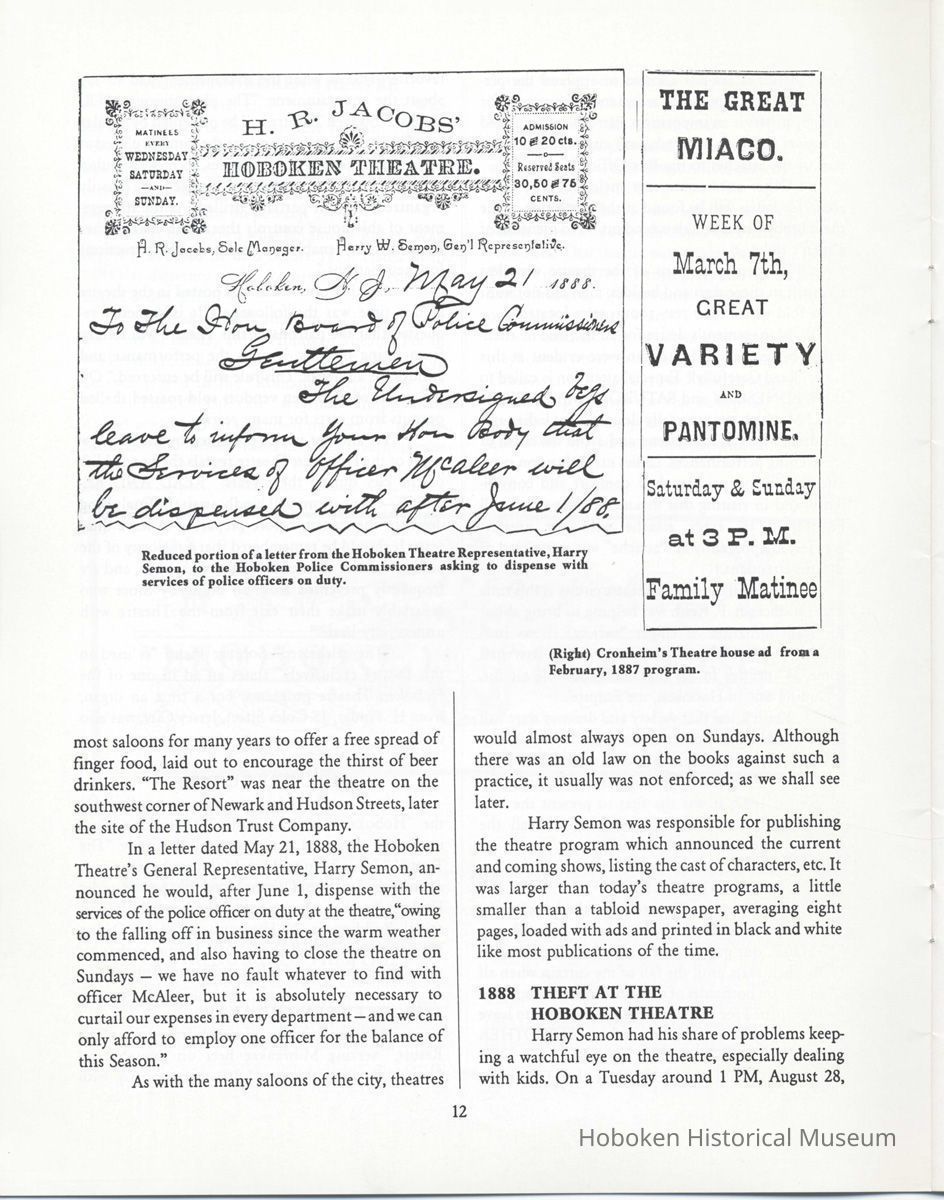 MATINEES
EVERY
WEDNESDAY
SATURDAY
—AND—
SUNDAY.
H. R. JACOBS'
HOBOKEN THEATRE.
ADMISSION
10 & 20 cts.
Reserved Seats
30, 50 & 75
CENTS.
H. R. Jacobs, Sole Manager. Harry W. Semon, Gen'l Representative.
Hoboken, N. J., May 21 1888.
To The Hon Board of Police Commissioners
Gentlemen
The Undersigned begs
leave to inform Your Hon Body that
the Services of Officer McAleer will
be dispensed with after June 1/88.
Reduced portion of a letter from the Hoboken Theatre Representative, Harry
Semon, to the Hoboken Police Commissioners asking to dispense with
services of police officers on duty.
THE GREAT
MIACO.
WEEK OF
March 7th,
GREAT
VARIETY
AND
PANTOMINE.
Saturday & Sunday
at 3 P. M.
Family Matinee
(Right) Cronheim's Theatre house ad from a
February, 1887 program.
most saloons for many years to offer a free spread of
finger food, laid out to encourage the thirst of beer
drinkers. “The Resort” was near the theatre on the
southwest corner of Newark and Hudson Streets, later
the site of the Hudson Trust Company.
In a letter dated May 21, 1888, the Hoboken
Theatre's General Representative, Harry Semon, an-
nounced he would, after June 1, dispense with the
services of the police officer on duty at the theatre,“owing
to the falling off in business since the warm weather
commenced, and also having to close the theatre on
Sundays — we have no fault whatever to find with
officer McAleer, but it is absolutely necessary to
curtail our expenses in every department — and we can
only afford to employ one officer for the balance of
this Season.”
As with the many saloons of the city, theatres
would almost always open on Sundays. Although
there was an old law on the books against such a
practice, it usually was not enforced; as we shall see
later.
Harry Semon was responsible for publishing
the theatre program which announced the current
and coming shows, listing the cast of characters, etc. It
was larger than today's theatre programs, a little
smaller than a tabloid newspaper, averaging eight
pages, loaded with ads and printed in black and white
like most publications of the time.
1888 THEFT AT THE
HOBOKEN THEATRE
Harry Semon had his share of problems keep-
ing a watchful eye on the theatre, especially dealing
with kids. On a Tuesday around 1 PM, August 28,
12
Hoboken Historical Museum